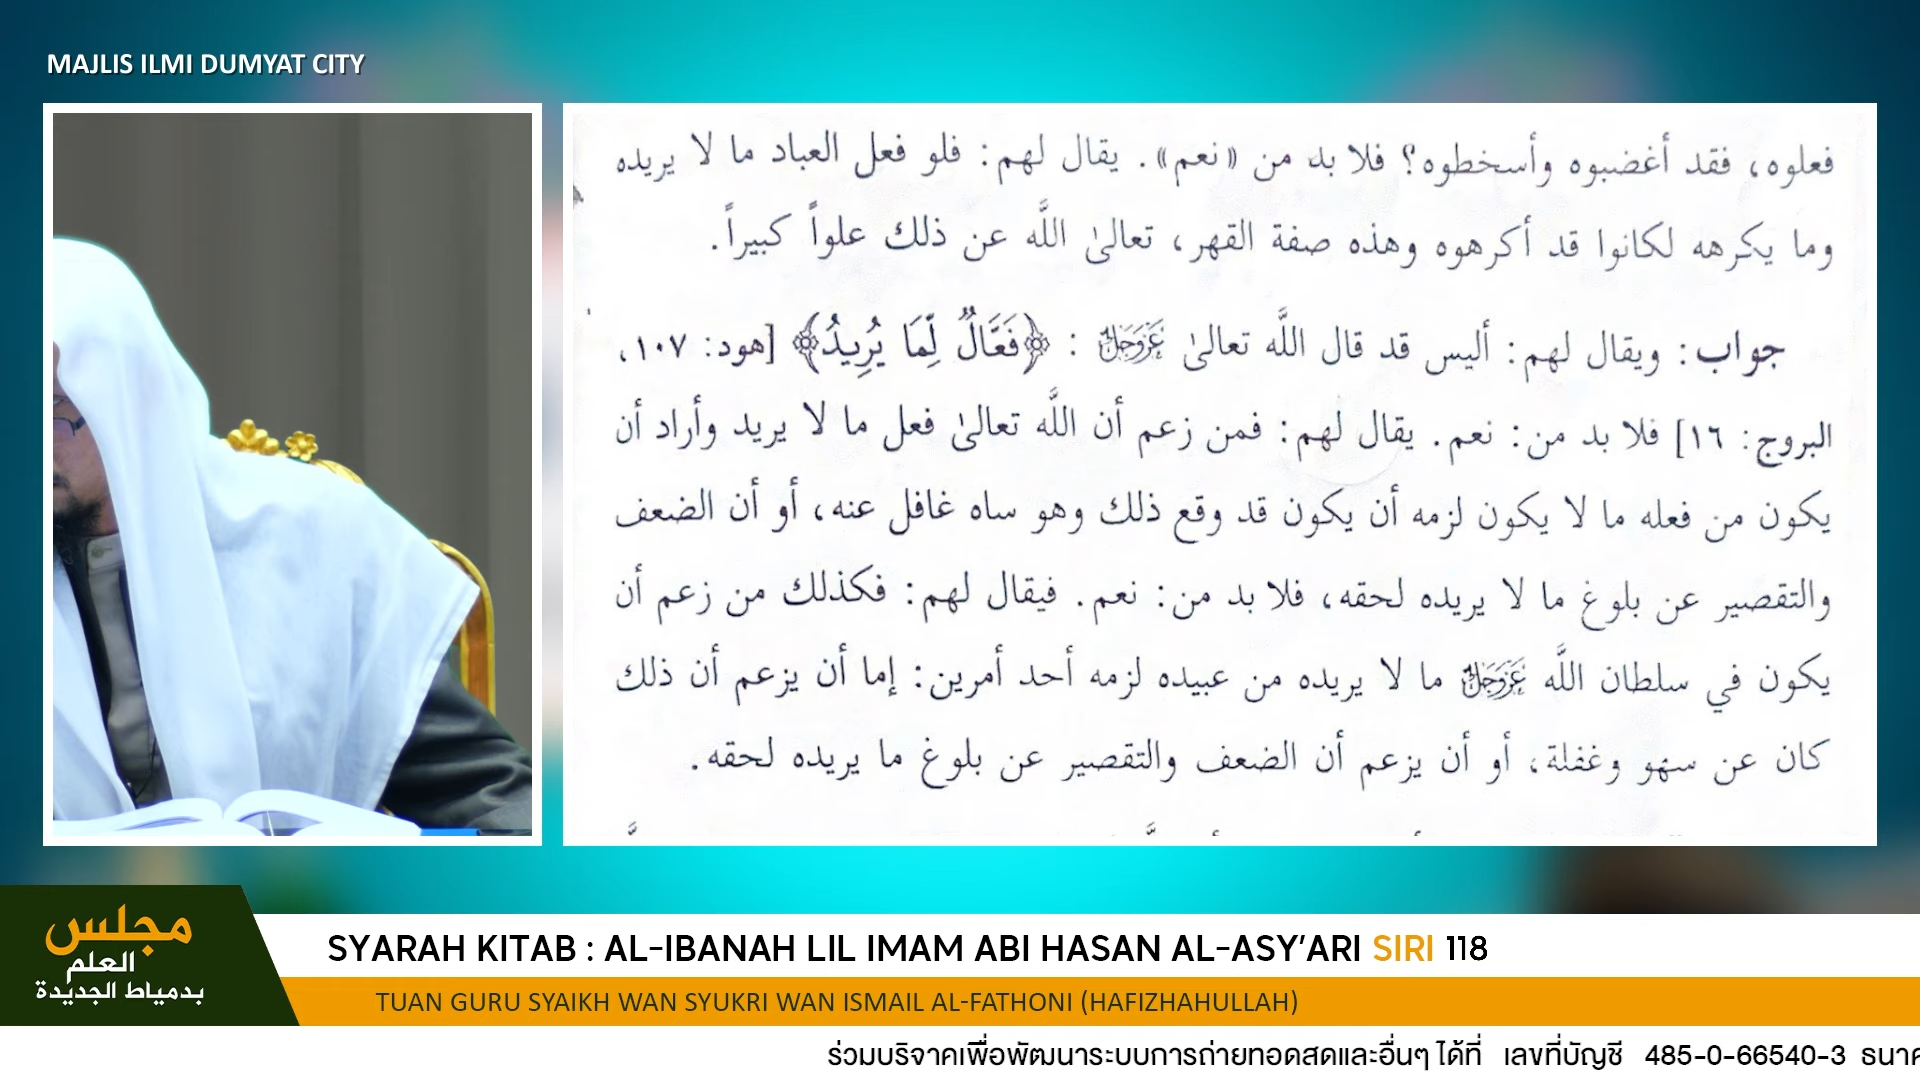 MAJLIS ILMI DUMYAT CITY
فعلوه، فقد أغضبوه وأسخطوه؟ فلا بد من «نعم». يقال لهم: فلو فعل العباد ما لا يريده
وما يكرهه لكانوا قد أكرهوه وهذه صفة القهر، تعالىٰ اللَّه عن ذلك علواً كبيراً.
جواب: ويقال لهم: أليس قد قال اللَّه تعالىٰ عَزَّوَجَلَّ : ﴿فَعَّالٌ لِّمَا يُرِيدُ﴾ [هود: ١٠٧،
البروج: ١٦] فلا بد من: نعم. يقال لهم: فمن زعم أن اللَّه تعالىٰ فعل ما لا يريد وأراد أن
يكون من فعله ما لا يكون لزمه أن يكون قد وقع ذلك وهو ساه غافل عنه، أو أن الضعف
والتقصير عن بلوغ ما لا يريده لحقه، فلا بد من: نعم. فيقال لهم: فكذلك من زعم أن
يكون في سلطان اللَّه عَزَّوَجَلَّ ما لا يريده من عبيده لزمه أحد أمرين: إما أن يزعم أن ذلك
كان عن سهو وغفلة، أو أن يزعم أن الضعف والتقصير عن بلوغ ما يريده لحقه.
مجلس
العلم
بدمياط الجديدة
SYARAH KITAB : AL-IBANAH LIL IMAM ABI HASAN AL-ASY'ARI SIRI 118
TUAN GURU SYAIKH WAN SYUKRI WAN ISMAIL AL-FATHONI (HAFIZHAHULLAH)
ร่วมบริจาคเพื่อพัฒนาระบบการถ่ายทอดสดและอื่นๆ ได้ที่ เลขที่บัญชี 485-0-66540-3